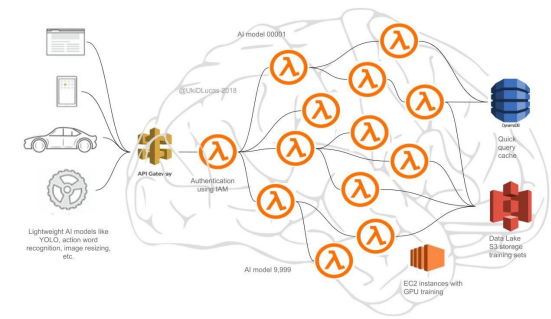 AI model 00001
@UkiDLucas 2018
API Gateway
Authentication
using IAM
DynamoDB
Quick
query
cache
Lightweight AI models like
YOLO, action word
recognition, image resizing,
etc.
Data Lake
S3 storage
training sets
AI model 9,999
EC2 instances with
GPU training
λ
λ
λ
λ
λ
λ
λ
λ
λ
λ
λ
λ